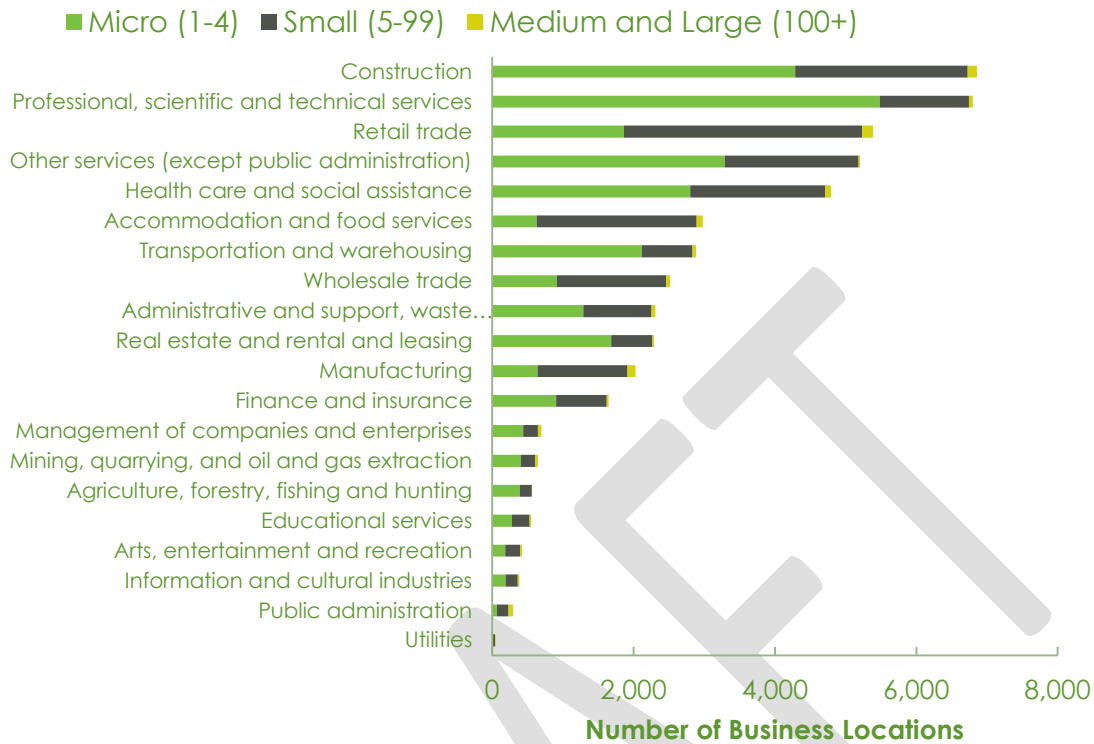 Micro (1-4) Small (5-99) Medium and Large (100+)
Construction
Professional, scientific and technical services
Retail trade
Other services (except public administration)
Health care and social assistance
Accommodation and food services
Transportation and warehousing
Wholesale trade
Administrative and support, waste…
Real estate and rental and leasing
Manufacturing
Finance and insurance
Management of companies and enterprises
Mining, quarrying, and oil and gas extraction
Agriculture, forestry, fishing and hunting
Educational services
Arts, entertainment and recreation
Information and cultural industries
Public administration
Utilities
0 2,000 4,000 6,000 8,000
Number of Business Locations
AFT